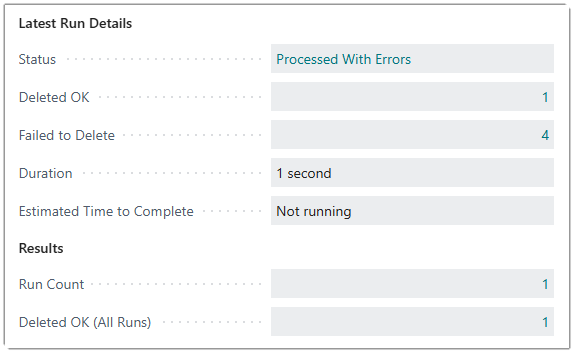 Latest Run Details
Status Processed With Errors
Deleted OK 1
Failed to Delete 4
Duration 1 second
Estimated Time to Complete Not running
Results
Run Count 1
Deleted OK (All Runs) 1